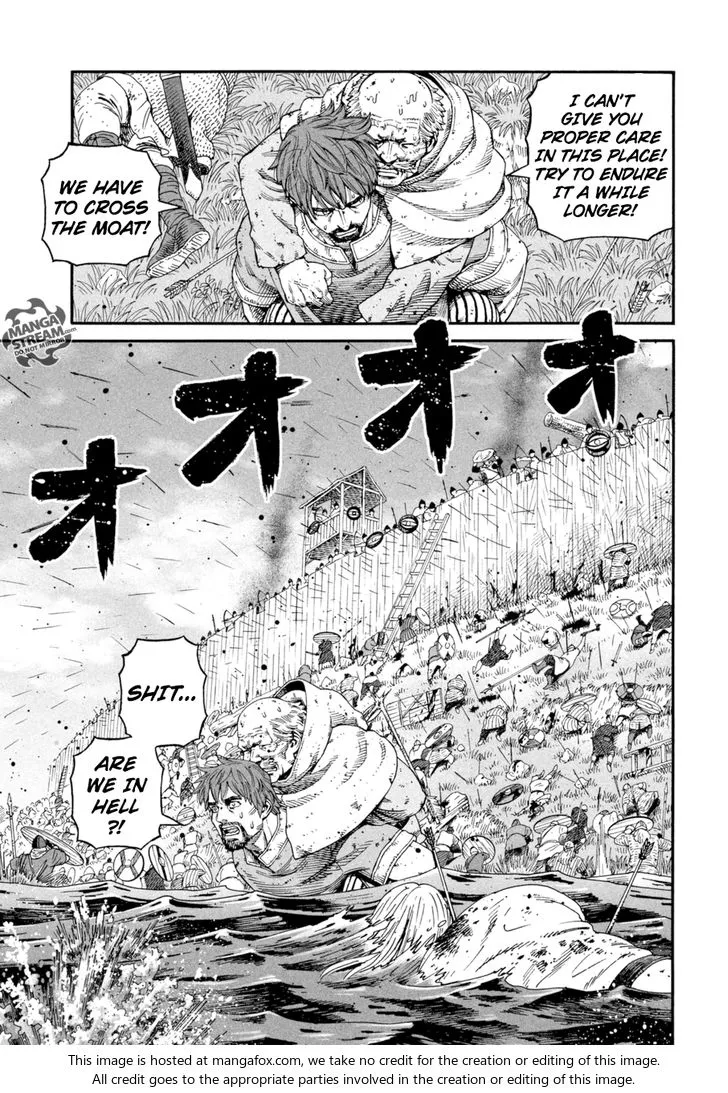 I CAN'T
GIVE YOU
PROPER CARE
IN THIS PLACE!
TRY TO ENDURE
IT A WHILE
LONGER!
WE HAVE
TO CROSS
THE MOAT!
MANGA
STREAM.com
DO NOT MIRROR
オオオオ
SHIT...
ARE
WE IN
HELL
?!
This image is hosted at mangafox.com, we take no credit for the creation or editing of this image.
All credit goes to the appropriate parties involved in the creation or editing of this image.